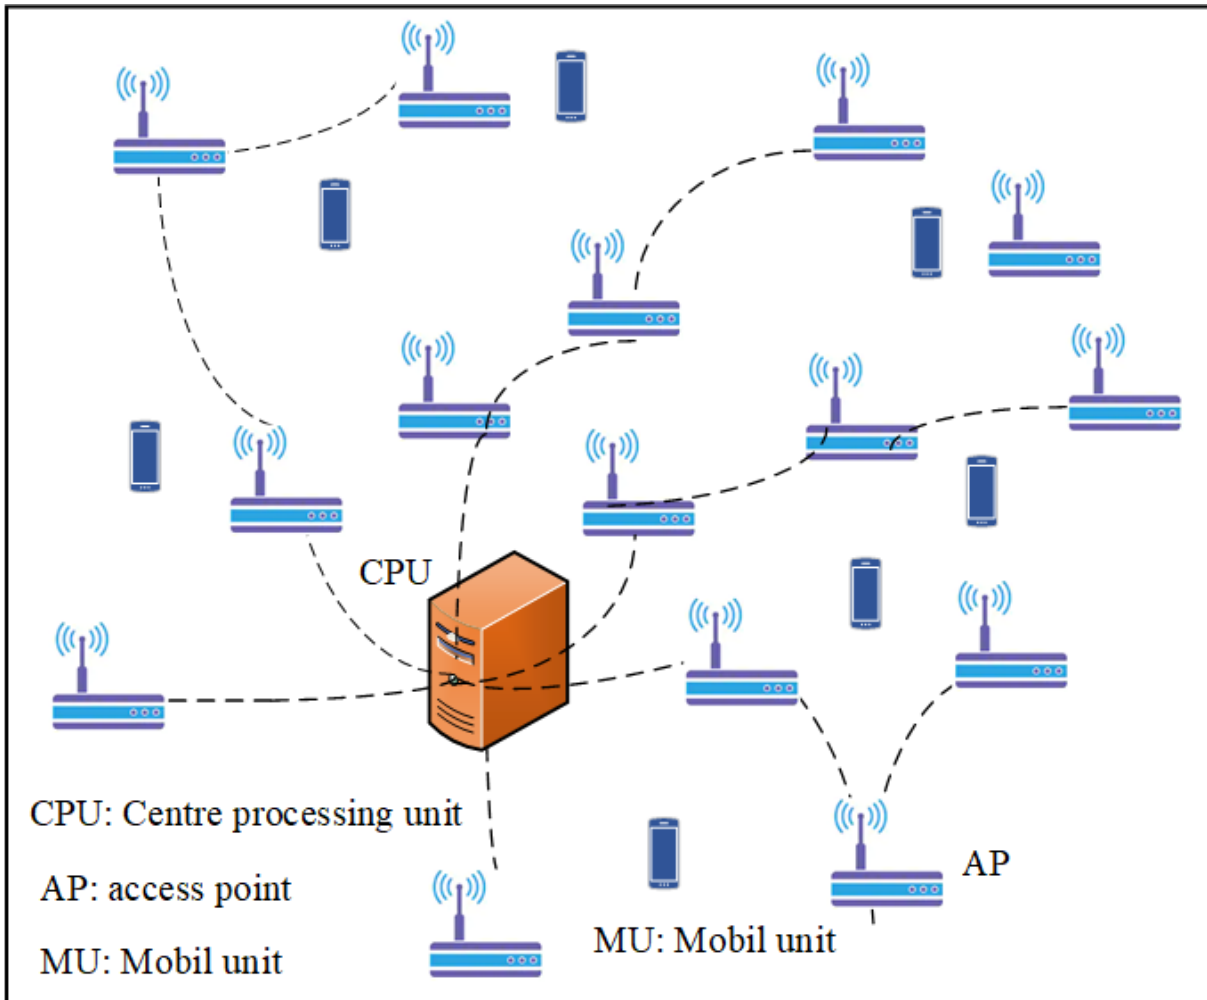 CPU
CPU: Centre processing unit
AP
AP: access point
MU: Mobil unit
MU: Mobil unit